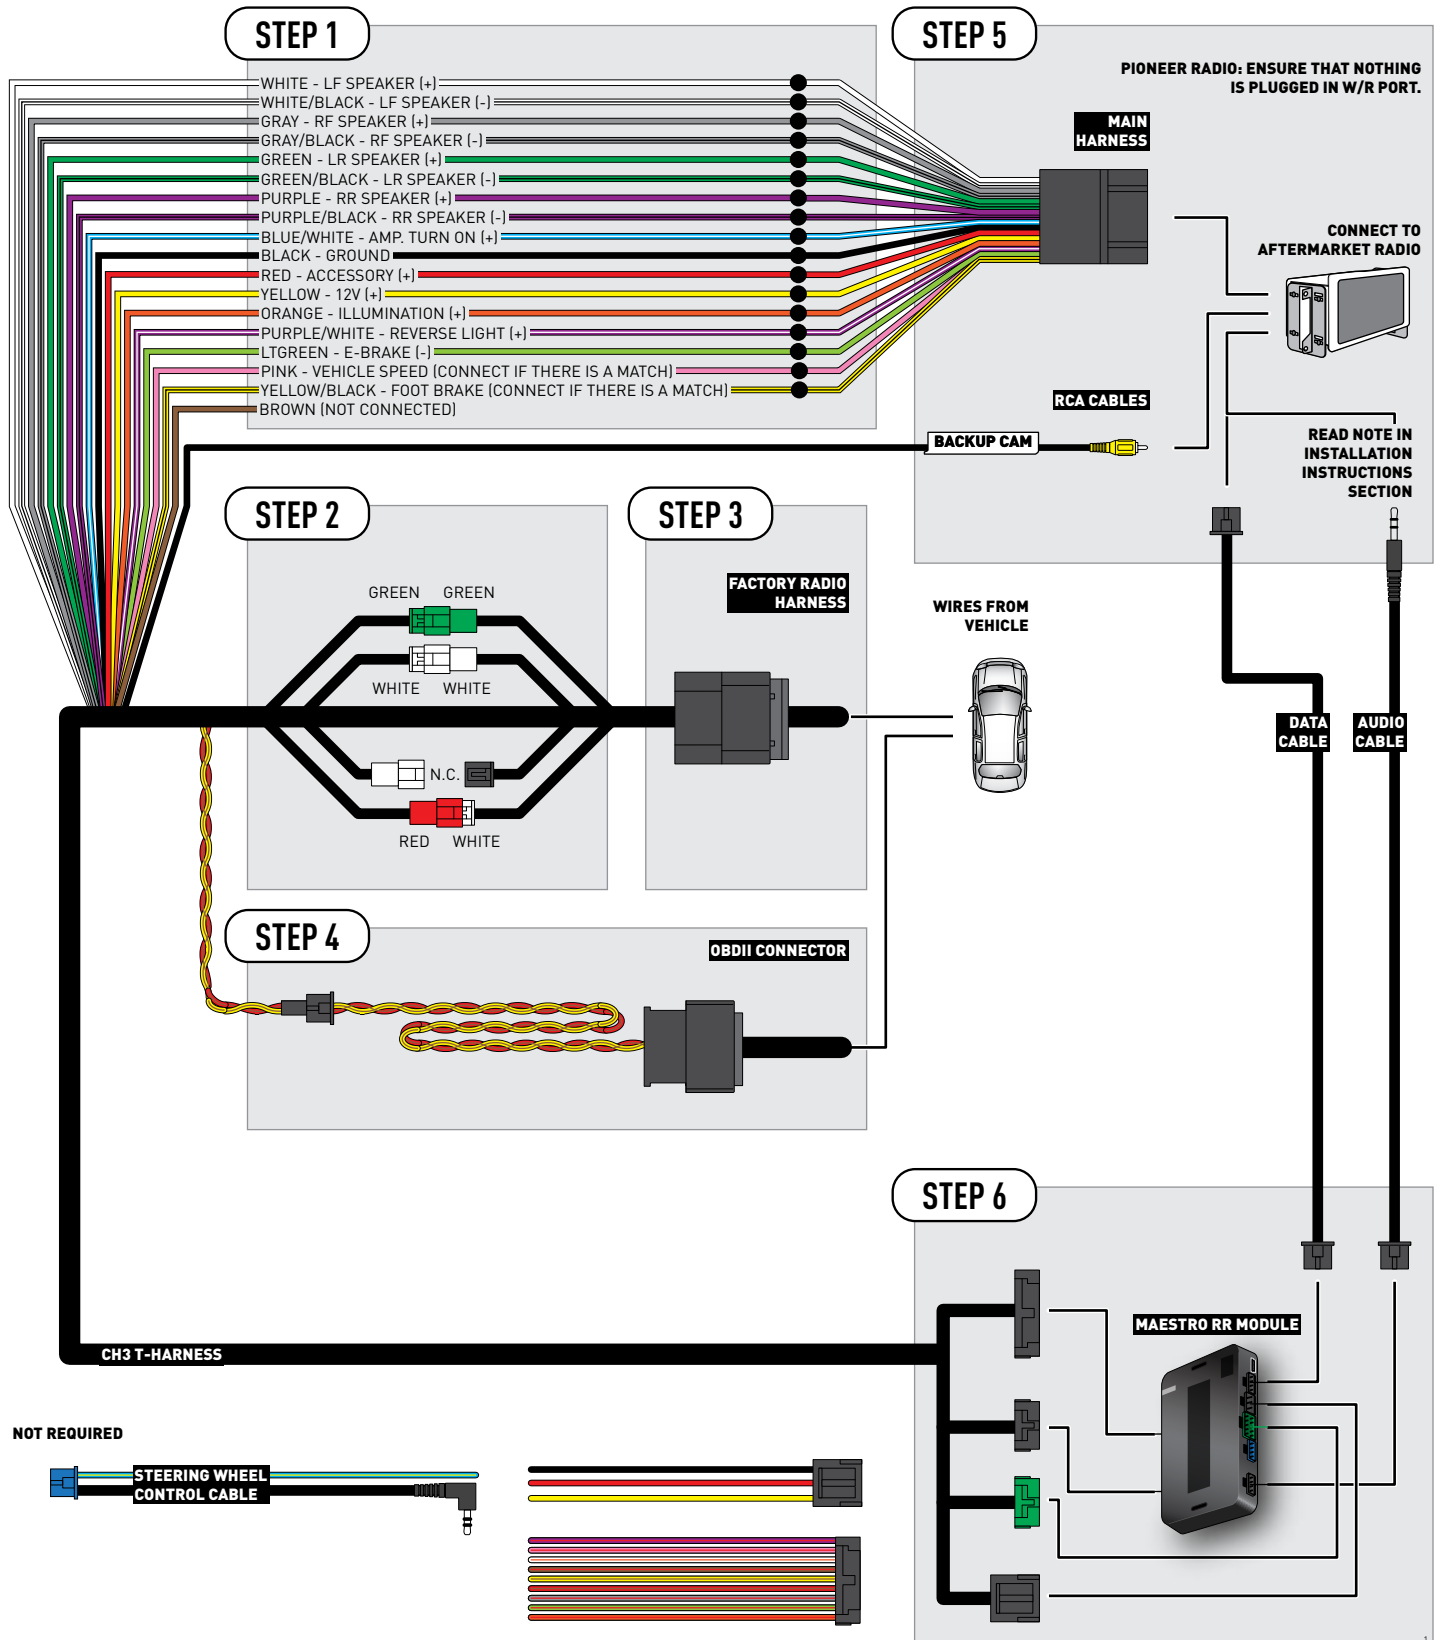 STEP 1
WHITE - LF SPEAKER (+)
WHITE/BLACK - LF SPEAKER (-)
GRAY - RF SPEAKER (+)
GRAY/BLACK - RF SPEAKER (-)
GREEN - LR SPEAKER (+)
GREEN/BLACK - LR SPEAKER (-)
PURPLE - RR SPEAKER (+)
PURPLE/BLACK - RR SPEAKER (-)
BLUE/WHITE - AMP. TURN ON (+)
BLACK - GROUND
RED - ACCESSORY (+)
YELLOW - 12V (+)
ORANGE - ILLUMINATION (+)
PURPLE/WHITE - REVERSE LIGHT (+)
LTGREEN - E-BRAKE (-)
PINK - VEHICLE SPEED (CONNECT IF THERE IS A MATCH)
YELLOW/BLACK - FOOT BRAKE (CONNECT IF THERE IS A MATCH)
BROWN (NOT CONNECTED)
STEP 5
PIONEER RADIO: ENSURE THAT NOTHING
IS PLUGGED IN W/R PORT.
MAIN
HARNESS
CONNECT TO
AFTERMARKET RADIO
RCA CABLES
BACKUP CAM
READ NOTE IN
INSTALLATION
INSTRUCTIONS
SECTION
STEP 2
GREEN GREEN
WHITE WHITE
N.C.
RED WHITE
STEP 3
FACTORY RADIO
HARNESS
WIRES FROM
VEHICLE
DATA
CABLE
AUDIO
CABLE
STEP 4
OBDII CONNECTOR
STEP 6
MAESTRO RR MODULE
CH3 T-HARNESS
NOT REQUIRED
STEERING WHEEL
CONTROL CABLE
1